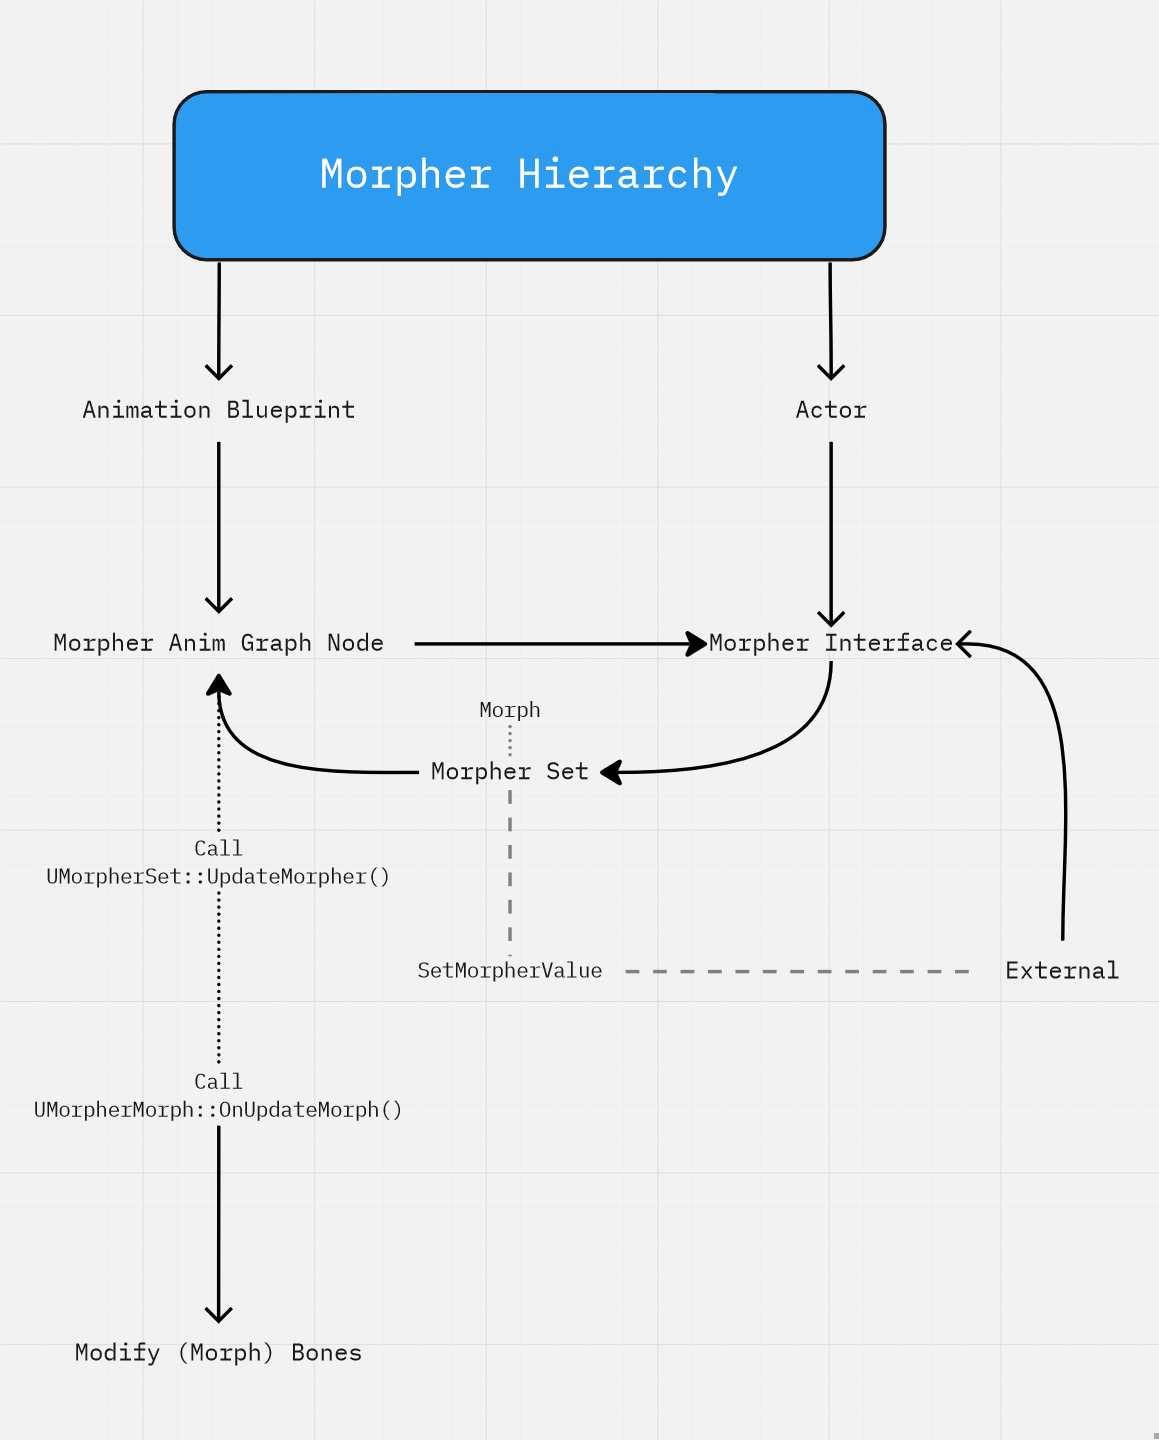 Morpher Hierarchy
Animation Blueprint
Actor
Morpher Anim Graph Node
Morpher Interface
Morph
Morpher Set
Call
UMorpherSet::UpdateMorpher()
SetMorpherValue
External
Call
UMorpherMorph::OnUpdateMorph()
Modify (Morph) Bones